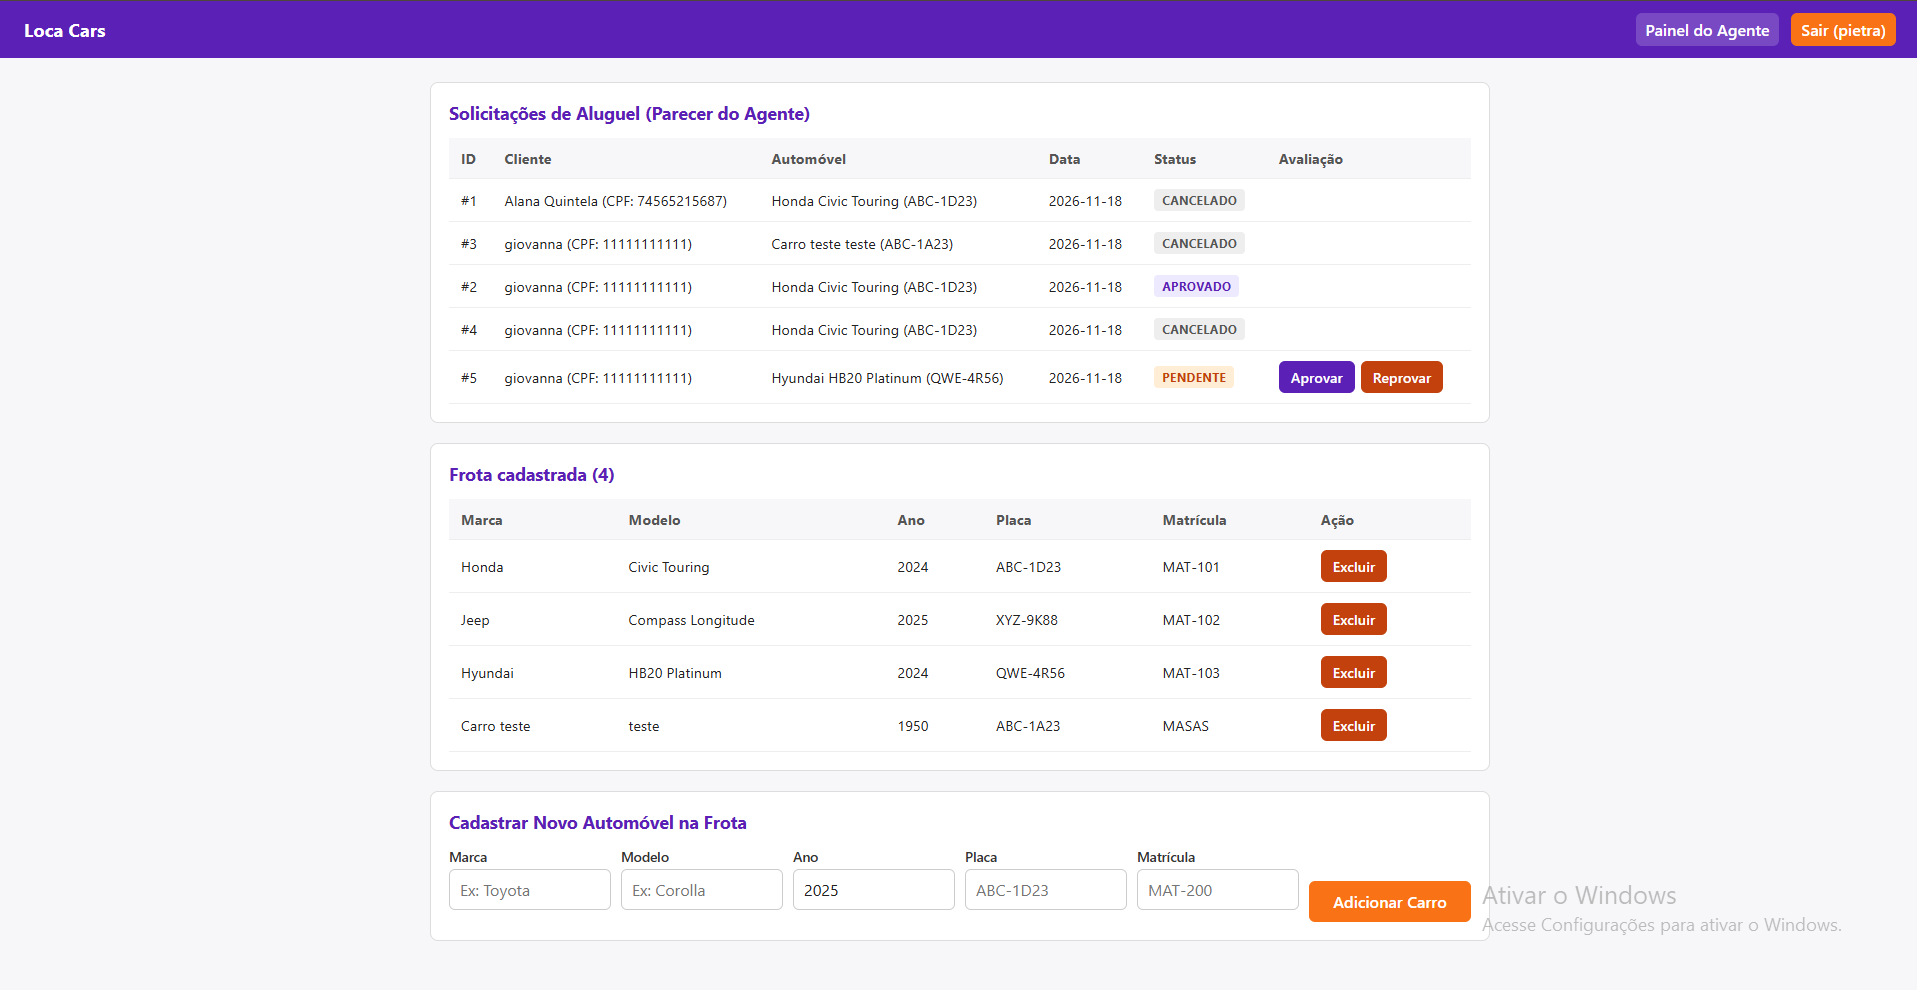 Loca Cars Painel do Agente Sair (pietra)
Solicitações de Aluguel (Parecer do Agente)
ID Cliente Automóvel Data Status Avaliação
#1 Alana Quintela (CPF: 74565215687) Honda Civic Touring (ABC-1D23) 2026-11-18 CANCELADO
#3 giovanna (CPF: 11111111111) Carro teste teste (ABC-1A23) 2026-11-18 CANCELADO
#2 giovanna (CPF: 11111111111) Honda Civic Touring (ABC-1D23) 2026-11-18 APROVADO
#4 giovanna (CPF: 11111111111) Honda Civic Touring (ABC-1D23) 2026-11-18 CANCELADO
#5 giovanna (CPF: 11111111111) Hyundai HB20 Platinum (QWE-4R56) 2026-11-18 PENDENTE Aprovar Reprovar
Frota cadastrada (4)
Marca Modelo Ano Placa Matrícula Ação
Honda Civic Touring 2024 ABC-1D23 MAT-101 Excluir
Jeep Compass Longitude 2025 XYZ-9K88 MAT-102 Excluir
Hyundai HB20 Platinum 2024 QWE-4R56 MAT-103 Excluir
Carro teste teste 1950 ABC-1A23 MASAS Excluir
Cadastrar Novo Automóvel na Frota
Marca Modelo Ano Placa Matrícula
Ex: Toyota Ex: Corolla 2025 ABC-1D23 MAT-200 Adicionar Carro
Ativar o Windows
Acesse Configurações para ativar o Windows.